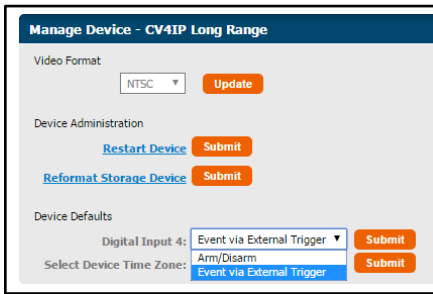 Manage Device - CV4IP Long Range
Video Format
NTSC Update
Device Administration
Restart Device Submit
Reformat Storage Device Submit
Device Defaults
Digital Input 4: Event via External Trigger Submit
Arm/Disarm
Select Device Time Zone: Event via External Trigger Submit